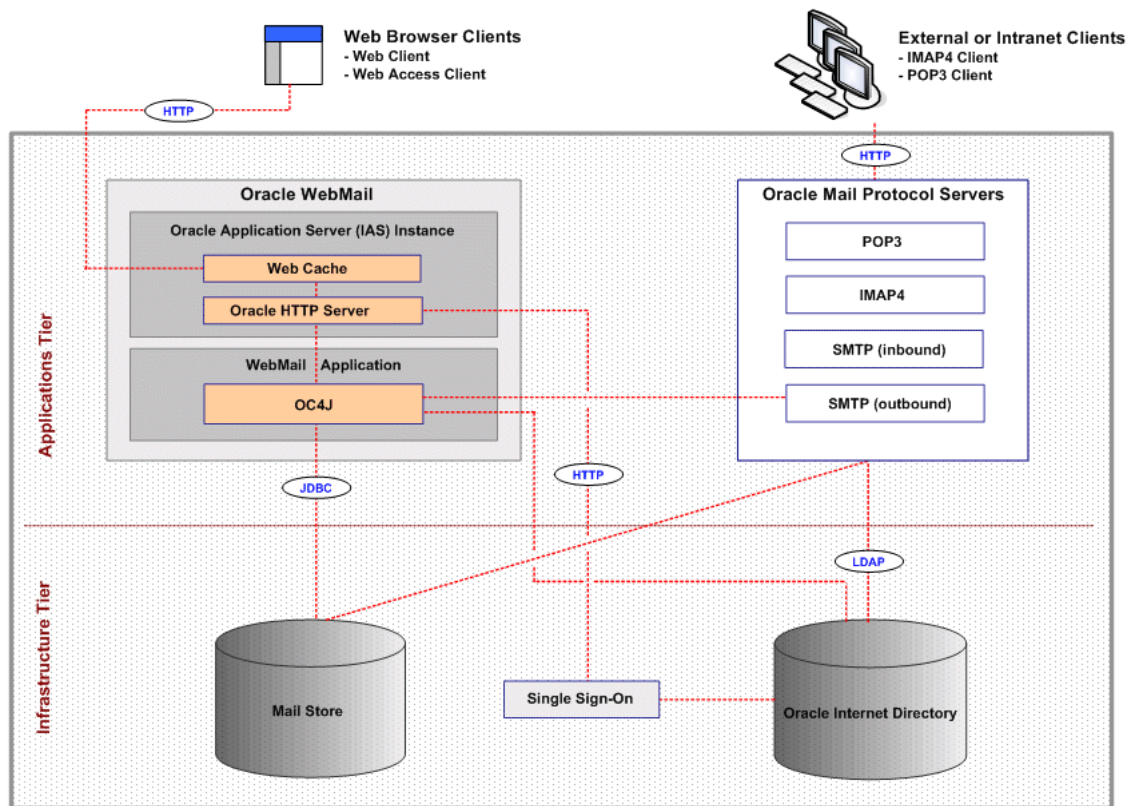 Web Browser Clients
- Web Client
- Web Access Client
External or Intranet Clients
- IMAP4 Client
- POP3 Client
HTTP
HTTP
Oracle WebMail
Oracle Application Server (IAS) Instance
Web Cache
Oracle HTTP Server
WebMail Application
OC4J
Oracle Mail Protocol Servers
POP3
IMAP4
SMTP (inbound)
SMTP (outbound)
Applications Tier
JDBC
HTTP
LDAP
Infrastructure Tier
Mail Store
Single Sign-On
Oracle Internet Directory